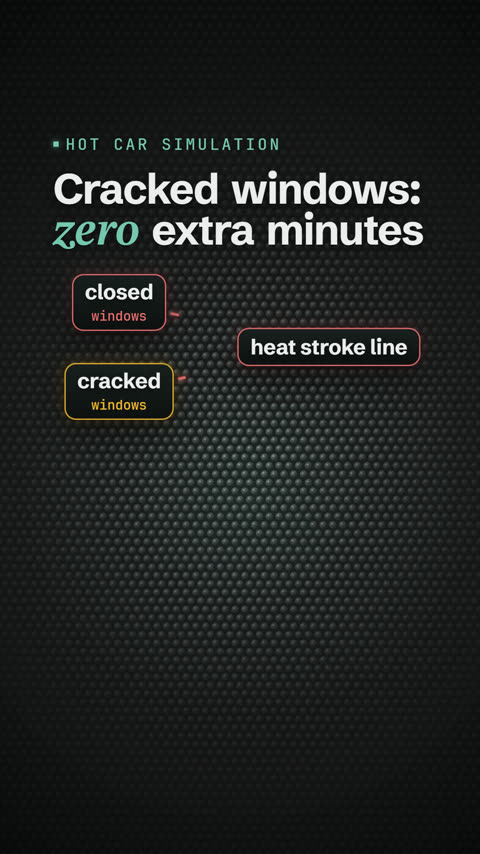 HOT CAR SIMULATION
Cracked windows:
zero extra minutes
closed
windows
heat stroke line
cracked
windows